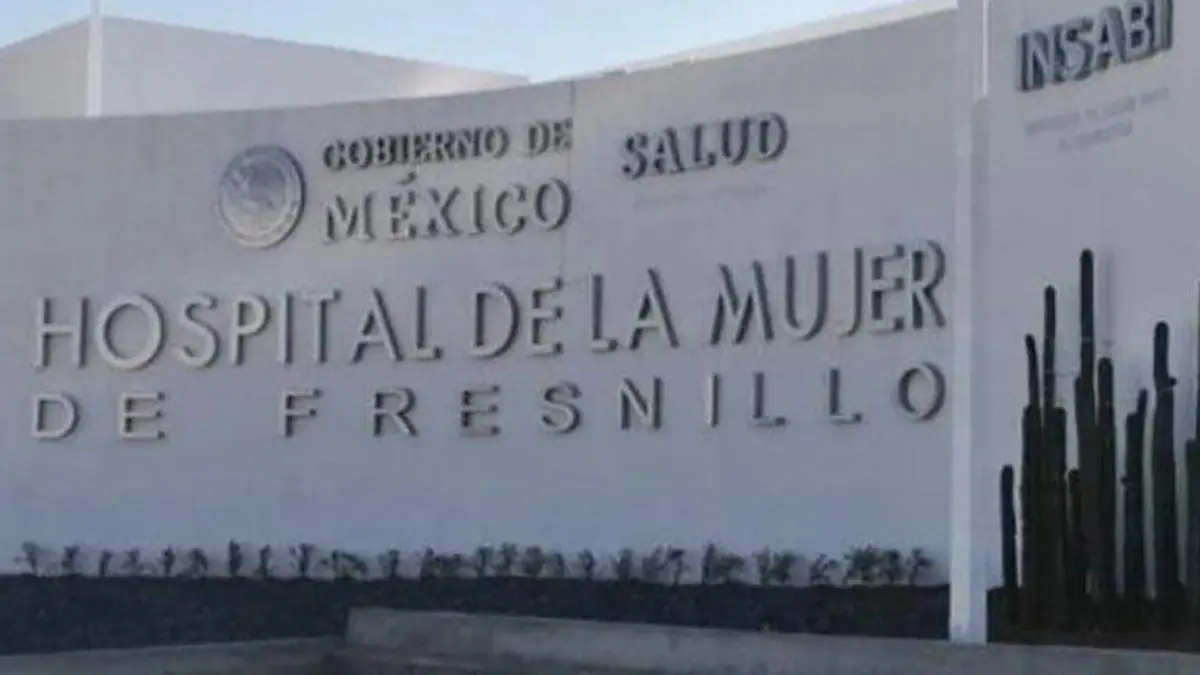 GOBIERNO DE
MÉXICO
SALUD
INSABI
HOSPITAL DE LA MUJER
DE FRESNILLO